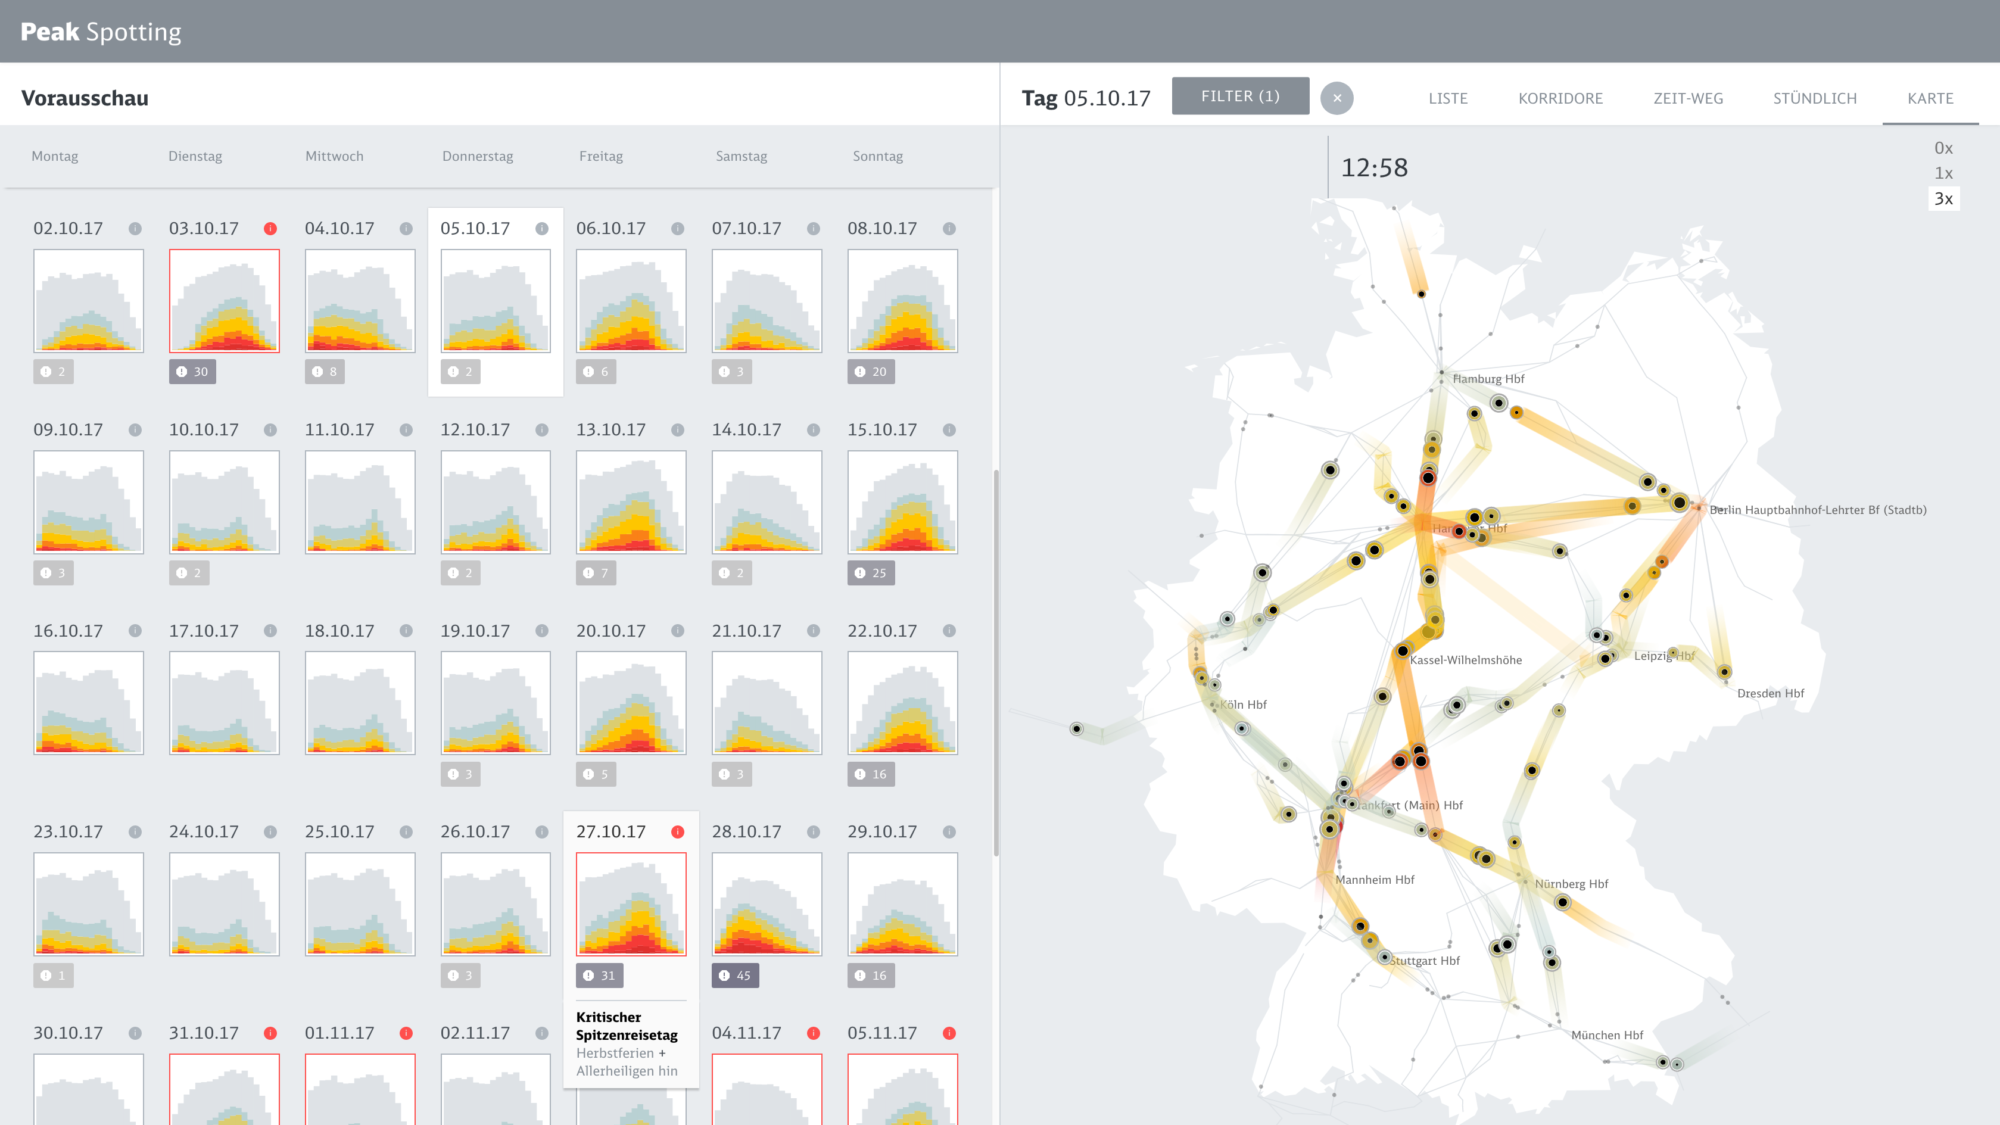 Peak Spotting
Vorausschau
Tag 05.10.17
FILTER (1)
×
LISTE
KORRIDORE
ZEIT-WEG
STÜNDLICH
KARTE
Montag
Dienstag
Mittwoch
Donnerstag
Freitag
Samstag
Sonntag
02.10.17
03.10.17
04.10.17
05.10.17
06.10.17
07.10.17
08.10.17
2
30
8
2
6
3
20
09.10.17
10.10.17
11.10.17
12.10.17
13.10.17
14.10.17
15.10.17
3
2
2
7
2
25
16.10.17
17.10.17
18.10.17
19.10.17
20.10.17
21.10.17
22.10.17
3
5
3
16
23.10.17
24.10.17
25.10.17
26.10.17
27.10.17
28.10.17
29.10.17
1
3
31
45
16
Kritischer
Spitzenreisetag
Herbstferien +
Allerheiligen hin
30.10.17
31.10.17
01.11.17
02.11.17
04.11.17
05.11.17
12:58
0x
1x
3x
Hamburg Hbf
Berlin Hauptbahnhof-Lehrter Bf (Stadtb)
Hbf
Kassel-Wilhelmshöhe
Leipzig Hbf
Dresden Hbf
Köln Hbf
Frankfurt (Main) Hbf
Mannheim Hbf
Nürnberg Hbf
Stuttgart Hbf
München Hbf